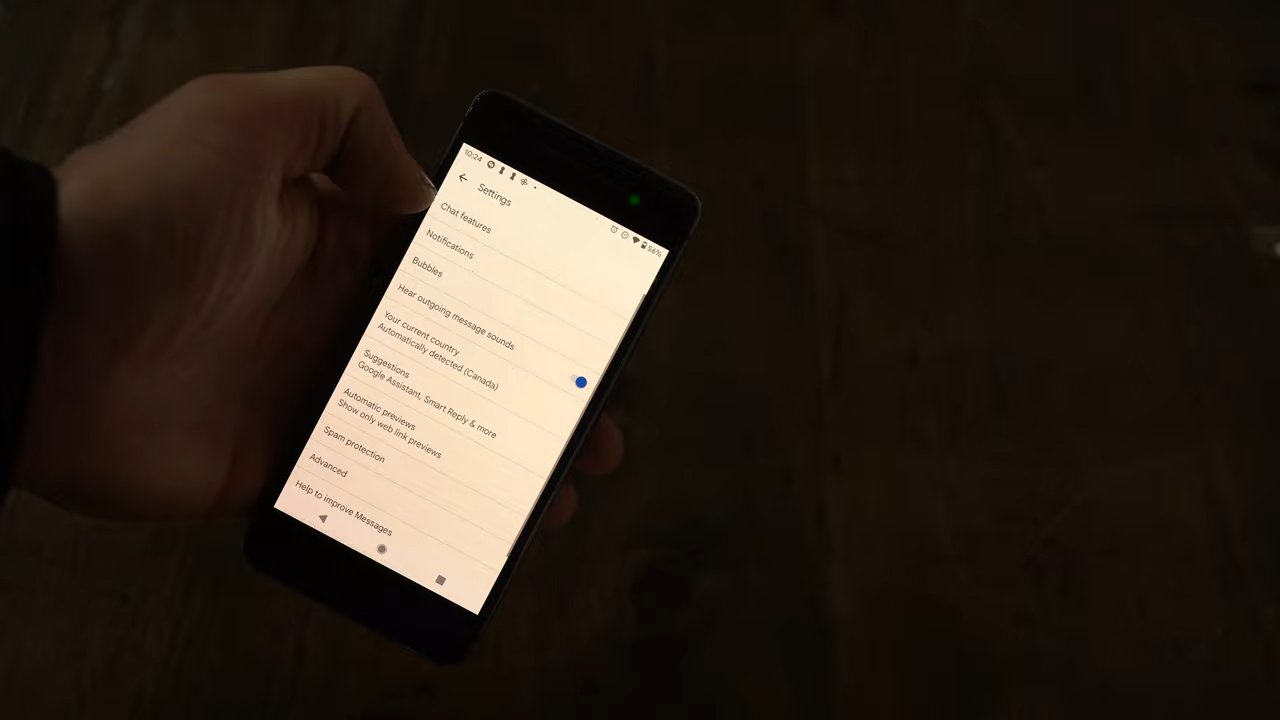 10:24
56%
Settings
Chat features
Notifications
Bubbles
Hear outgoing message sounds
Your current country
Automatically detected (Canada)
Suggestions
Google Assistant, Smart Reply & more
Automatic previews
Show only web link previews
Spam protection
Advanced
Help to improve Messages